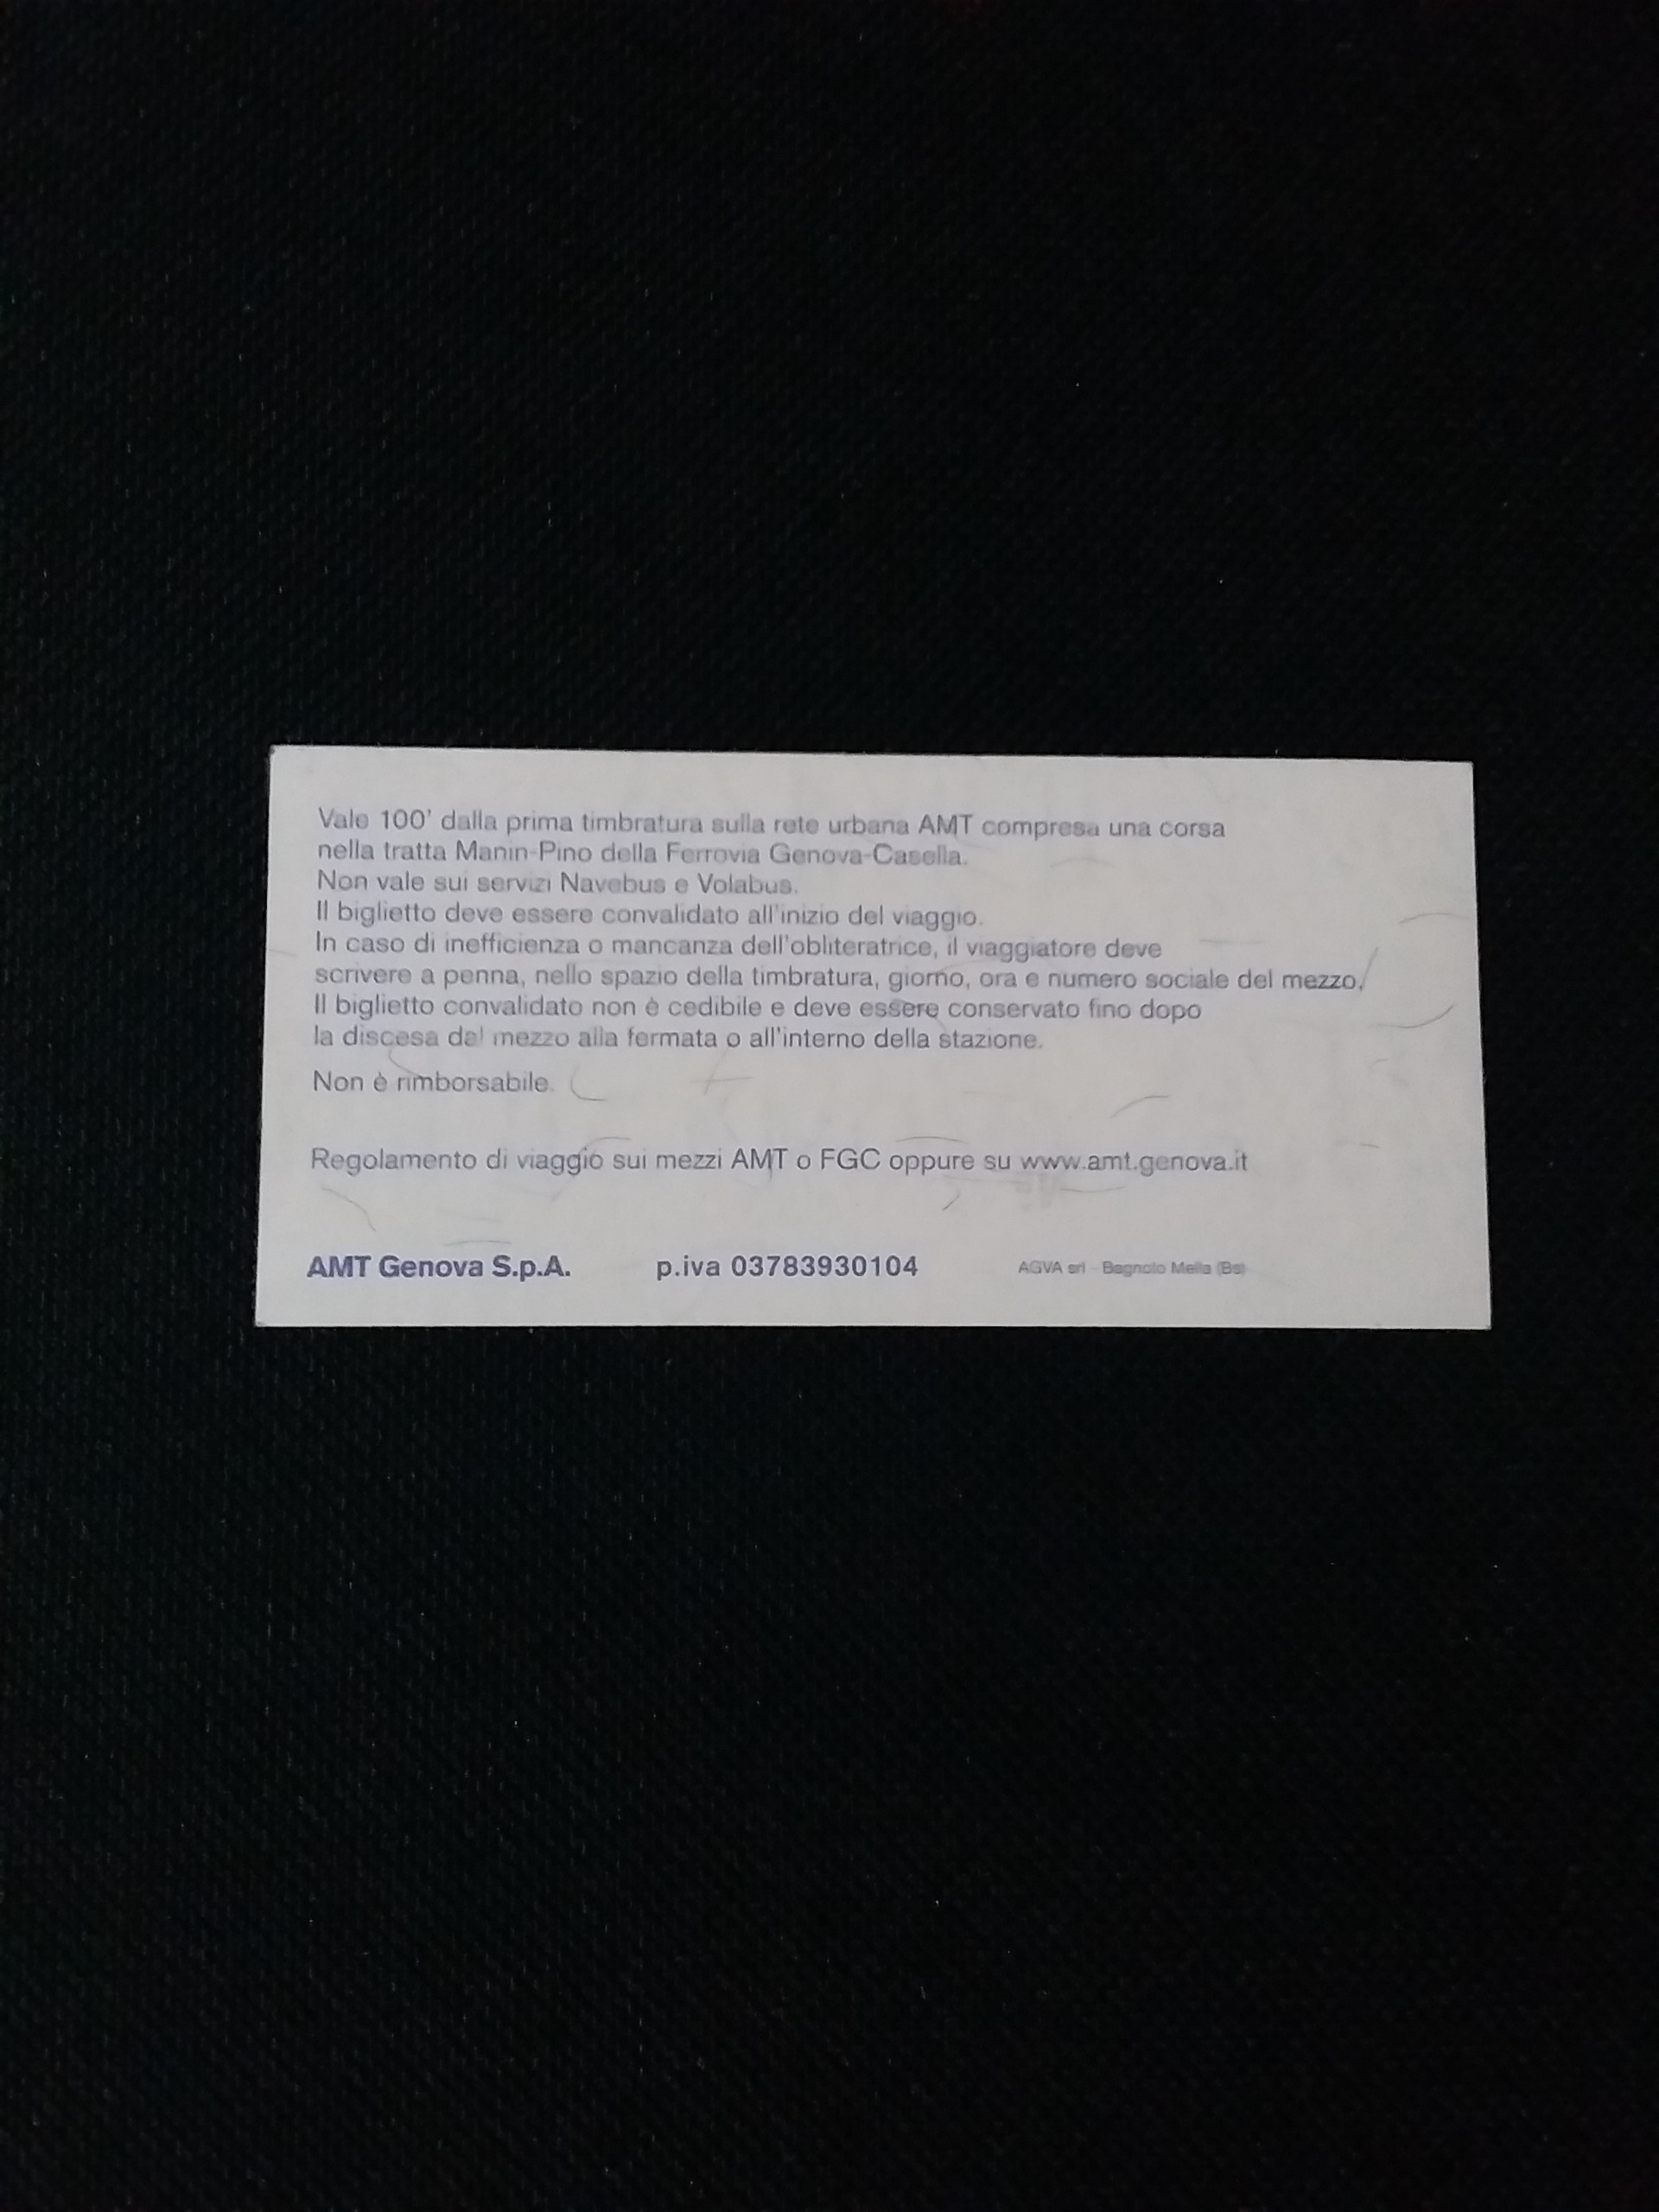 Vale 100' dalla prima timbratura sulla rete urbana AMT compresa una corsa
nella tratta Manin-Pino della Ferrovia Genova-Casella.
Non vale sui servizi Navebus e Volabus.
Il biglietto deve essere convalidato all'inizio del viaggio.
In caso di inefficienza o mancanza dell'obliteratrice, il viaggiatore deve
scrivere a penna, nello spazio della timbratura, giorno, ora e numero sociale del mezzo.
Il biglietto convalidato non è cedibile e deve essere conservato fino dopo
la discesa dal mezzo alla fermata o all'interno della stazione.
Non è rimborsabile.
Regolamento di viaggio sui mezzi AMT o FGC oppure su www.amt.genova.it
AMT Genova S.p.A. p.iva 03783930104 AGVA srl - Bagnolo Mella (Bs)